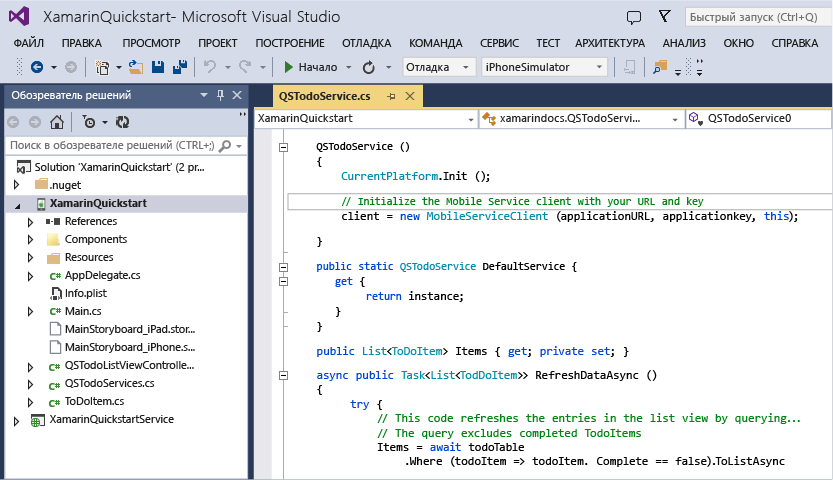 XamarinQuickstart- Microsoft Visual Studio
Быстрый запуск (Ctrl+Q)
ФАЙЛ ПРАВКА ПРОСМОТР ПРОЕКТ ПОСТРОЕНИЕ ОТЛАДКА КОМАНДА СЕРВИС ТЕСТ АРХИТЕКТУРА АНАЛИЗ ОКНО СПРАВКА
Начало Отладка iPhoneSimulator
Обозреватель решений
Поиск в обозревателе решений (CTRL+;)
Solution 'XamarinQuickstart' (2 pr...
.nuget
XamarinQuickstart
References
Components
Resources
AppDelegate.cs
Info.plist
Main.cs
MainStoryboard_iPad.stor...
MainStoryboard_iPhone.s...
QSTodoListViewControlle...
QSTodoServices.cs
ToDoItem.cs
XamarinQuickstartService
QSTodoService.cs
XamarinQuickstart xamarindocs.QSTodoServi... QSTodoService0
QSTodoService ()
{
CurrentPlatform.Init ();
// Initialize the Mobile Service client with your URL and key
client = new MobileServiceClient (applicationURL, applicationkey, this);
}
public static QSTodoService DefaultService {
get {
return instance;
}
}
public List<ToDoItem> Items { get; private set; }
async public Task<List<TodDoItem>> RefreshDataAsync ()
{
try {
// This code refreshes the entries in the list view by querying...
// The query excludes completed TodoItems
Items = await todoTable
.Where (todoItem => todoItem. Complete == false).ToListAsync